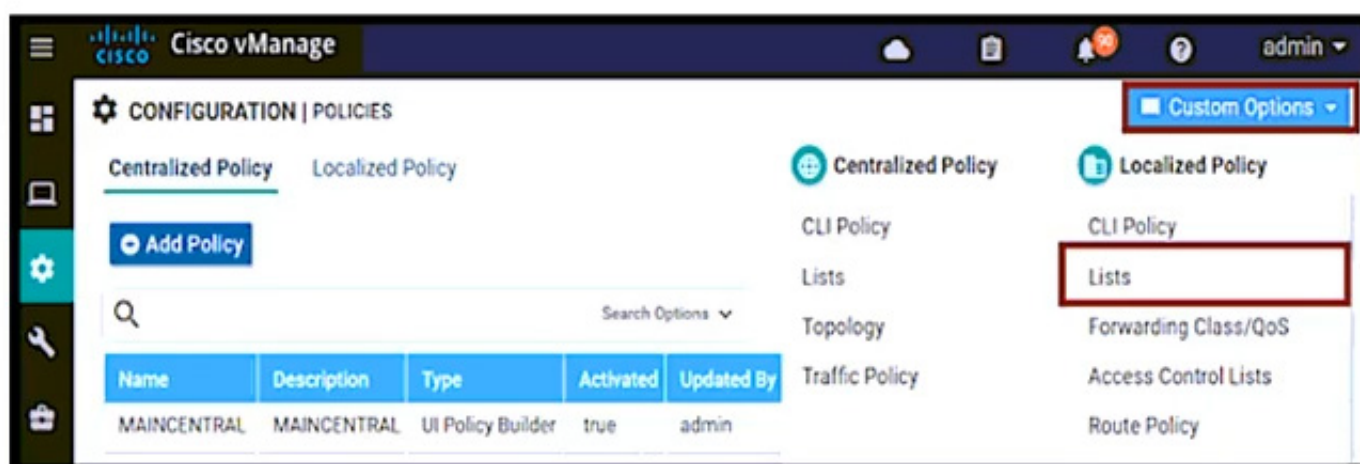 cisco Cisco vManage admin
CONFIGURATION | POLICIES Custom Options
Centralized Policy Localized Policy
Add Policy
Search Options
Name Description Type Activated Updated By
MAINCENTRAL MAINCENTRAL UI Policy Builder true admin
Centralized Policy
CLI Policy
Lists
Topology
Traffic Policy
Localized Policy
CLI Policy
Lists
Forwarding Class/QoS
Access Control Lists
Route Policy